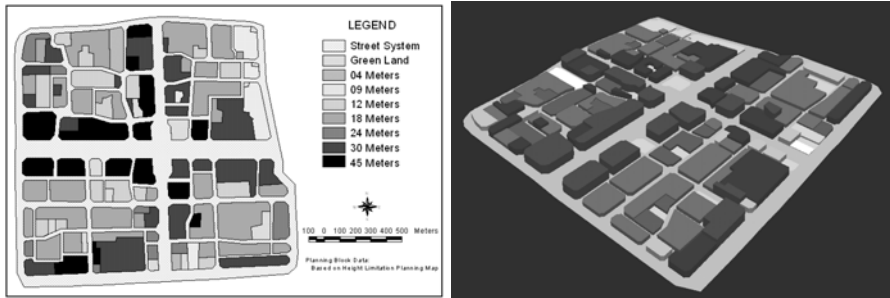 LEGEND
Street System
Green Land
04 Meters
09 Meters
12 Meters
18 Meters
24 Meters
30 Meters
45 Meters
100 0 100 200 300 400 500 Meters
Planning Block Data:
Based on Height Limitation Planning Map